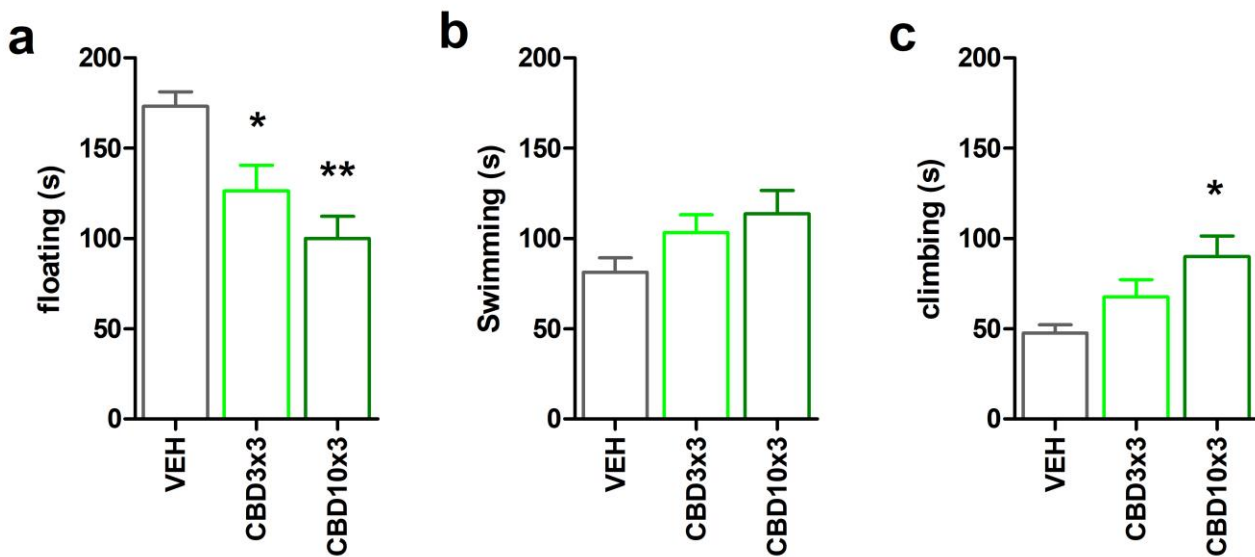 a
floating (s)
200
150
100
50
0
*
**
VEH
CBD3x3
CBD10x3
b
Swimming (s)
200
150
100
50
0
VEH
CBD3x3
CBD10x3
c
climbing (s)
200
150
100
50
0
*
VEH
CBD3x3
CBD10x3